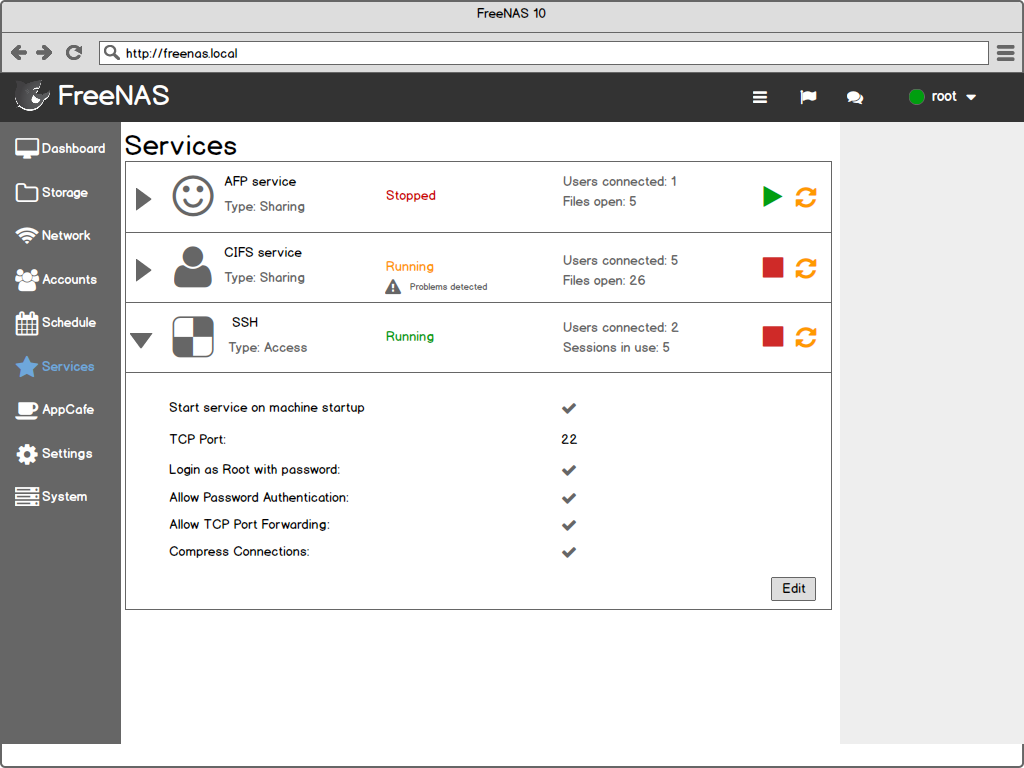 FreeNAS 10
http://freenas.local
FreeNAS
root
Dashboard
Storage
Network
Accounts
Schedule
Services
AppCafe
Settings
System
Services
AFP service
Type: Sharing
Stopped
Users connected: 1
Files open: 5
CIFS service
Type: Sharing
Running
Problems detected
Users connected: 5
Files open: 26
SSH
Type: Access
Running
Users connected: 2
Sessions in use: 5
Start service on machine startup
TCP Port: 22
Login as Root with password:
Allow Password Authentication:
Allow TCP Port Forwarding:
Compress Connections:
Edit